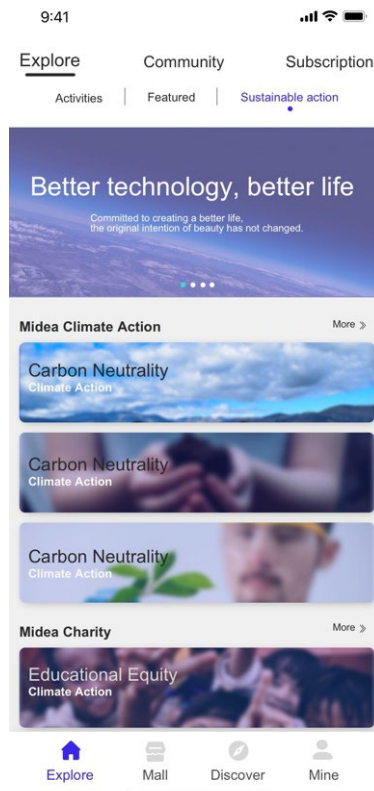 9:41
Explore Community Subscription
Activities Featured Sustainable action
Better technology, better life
Committed to creating a better life,
the original intention of beauty has not changed.
Midea Climate Action More
Carbon Neutrality
Climate Action
Carbon Neutrality
Climate Action
Carbon Neutrality
Climate Action
Midea Charity More
Educational Equity
Climate Action
Explore Mall Discover Mine